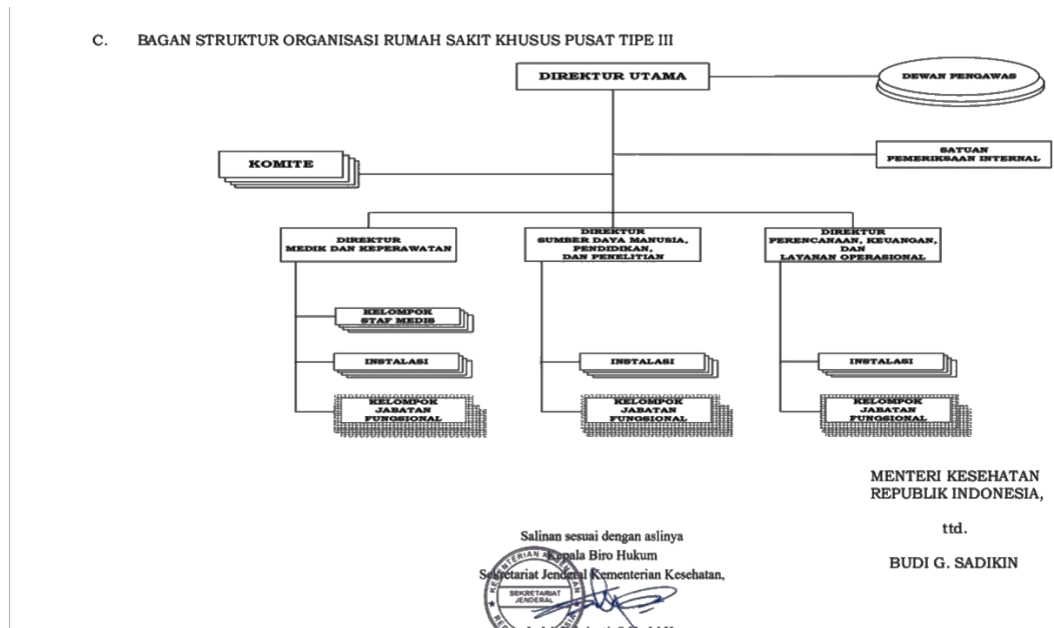 C. BAGAN STRUKTUR ORGANISASI RUMAH SAKIT KHUSUS PUSAT TIPE III
DIREKTUR UTAMA
DEWAN PENGAWAS
SATUAN
PEMERIKSAAN INTERNAL
KOMITE
DIREKTUR
MEDIK DAN KEPERAWATAN
DIREKTUR
SUMBER DAYA MANUSIA,
PENDIDIKAN,
DAN PENELITIAN
DIREKTUR
PERENCANAAN, KEUANGAN,
DAN
LAYANAN OPERASIONAL
KELOMPOK
STAF MEDIS
INSTALASI
INSTALASI
INSTALASI
KELOMPOK
JABATAN
FUNGSIONAL
KELOMPOK
JABATAN
FUNGSIONAL
KELOMPOK
JABATAN
FUNGSIONAL
MENTERI KESEHATAN
REPUBLIK INDONESIA,
ttd.
BUDI G. SADIKIN
Salinan sesuai dengan aslinya
Kepala Biro Hukum
Sekretariat Jenderal Kementerian Kesehatan,
SEKRETARIAT
JENDERAL